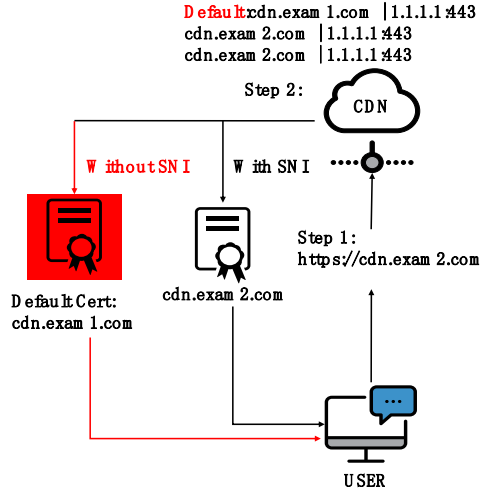 Default:cdn.exam1.com | 1.1.1.1:443
cdn.exam2.com | 1.1.1.1:443
cdn.exam2.com | 1.1.1.1:443
Step 2:
CDN
Without SNI
With SNI
Step 1:
https://cdn.exam2.com
Default Cert:
cdn.exam1.com
cdn.exam2.com
USER